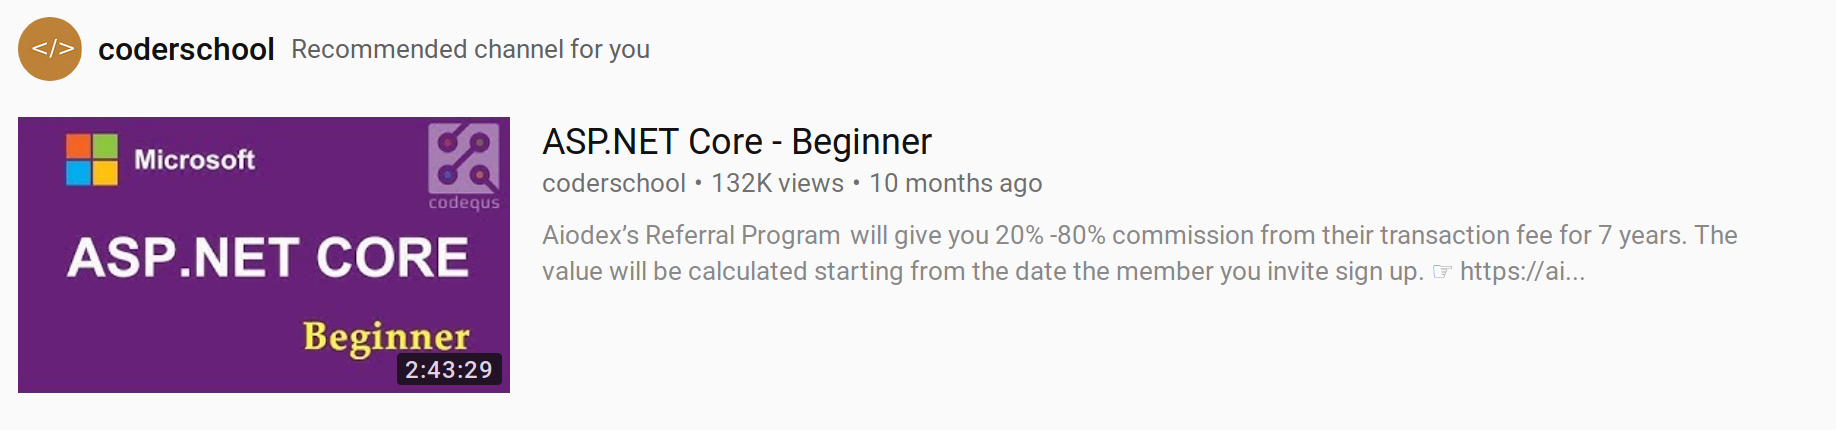 </> coderschool Recommended channel for you
Microsoft
codequs
ASP.NET CORE
Beginner
2:43:29
ASP.NET Core - Beginner
coderschool • 132K views • 10 months ago
Aiodex’s Referral Program will give you 20% -80% commission from their transaction fee for 7 years. The
value will be calculated starting from the date the member you invite sign up. ☞ https://ai...